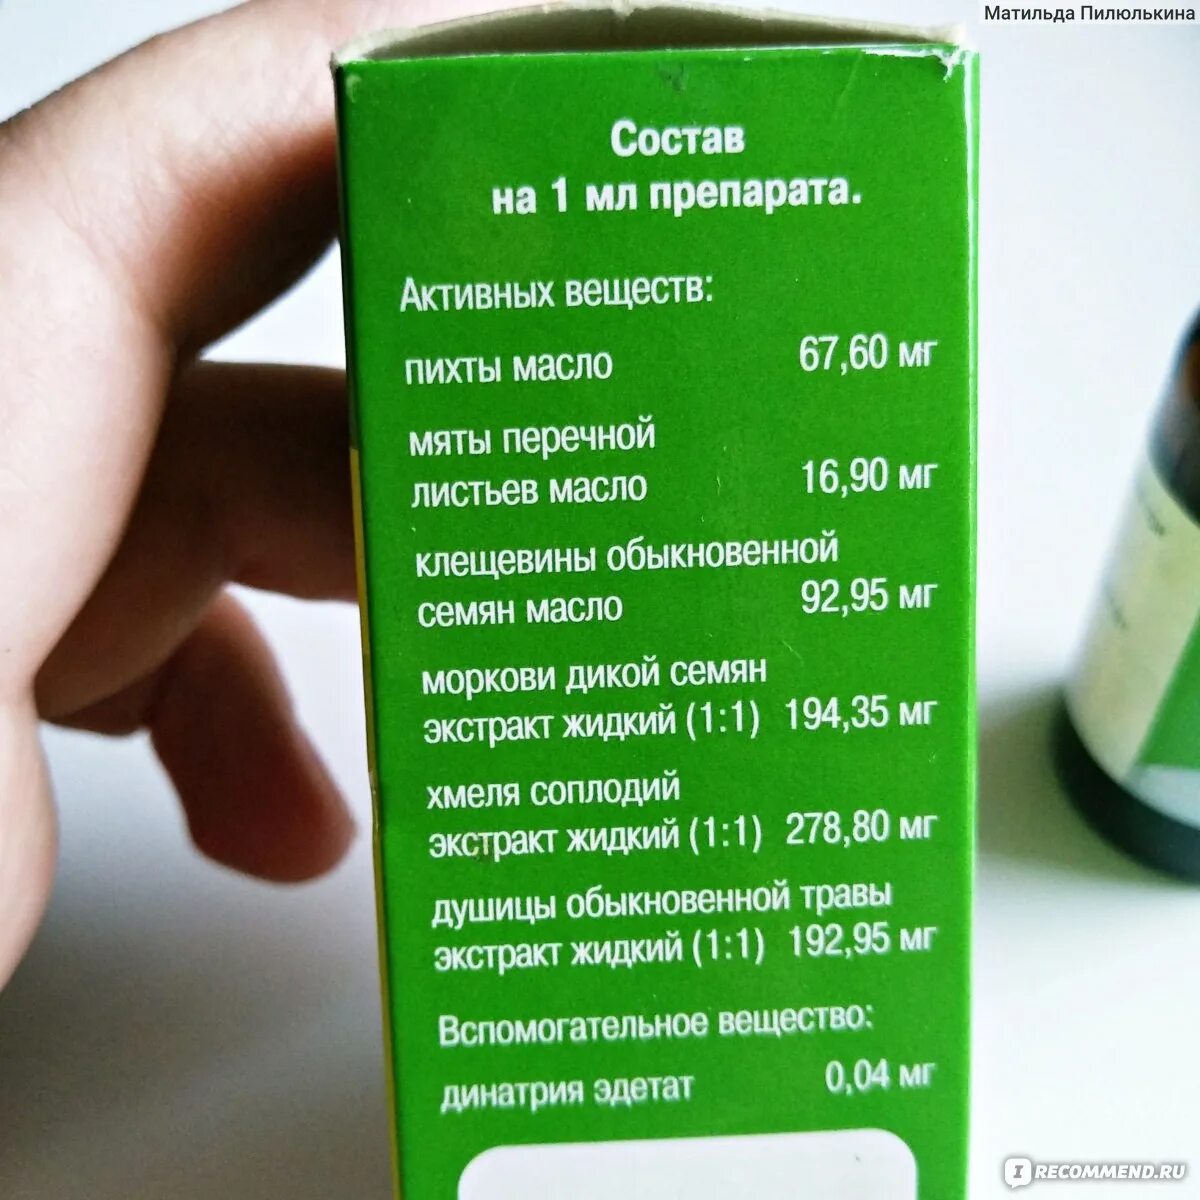 Матильда Пилюлькина
Состав
на 1 мл препарата.
Активных веществ:
пихты масло 67,60 мг
мяты перечной
листьев масло 16,90 мг
клещевины обыкновенной
семян масло 92,95 мг
моркови дикой семян
экстракт жидкий (1:1) 194,35 мг
хмеля соплодий
экстракт жидкий (1:1) 278,80 мг
душицы обыкновенной травы
экстракт жидкий (1:1) 192,95 мг
Вспомогательное вещество:
динатрия эдетат 0,04 мг
I RECOMMEND.RU